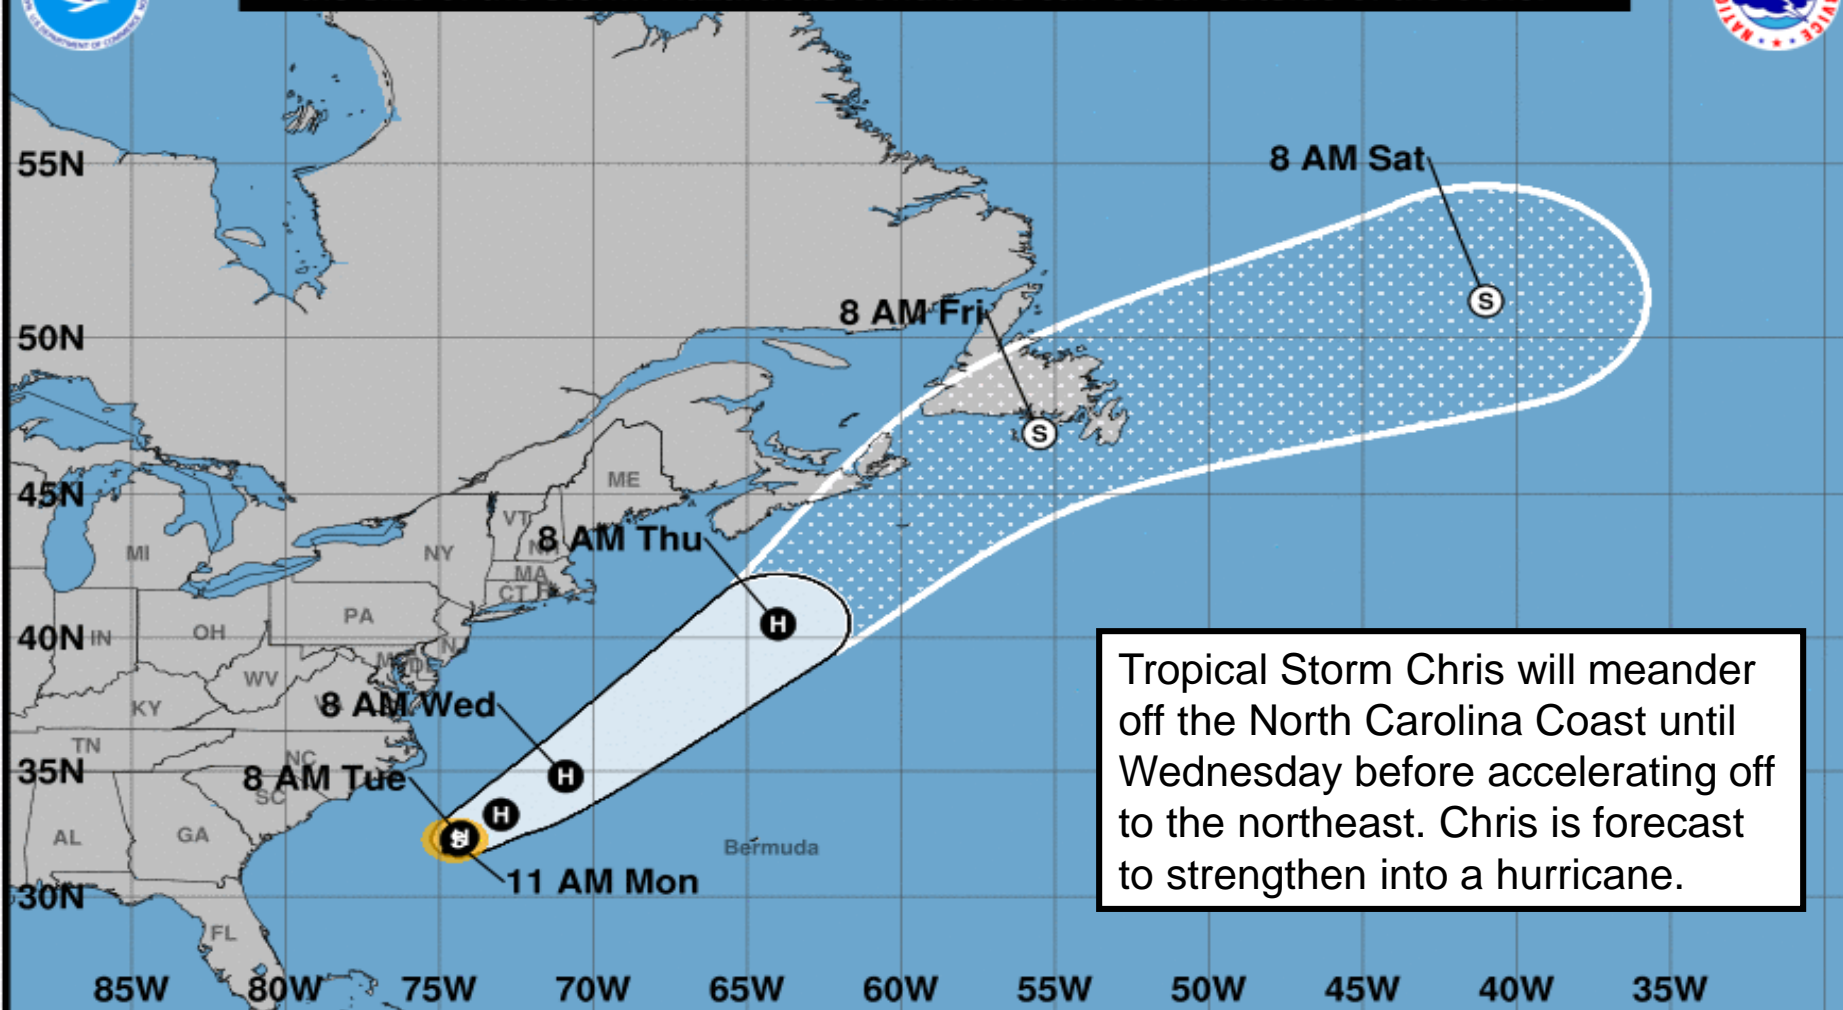 U.S. DEPARTMENT OF COMMERCE
8 AM Sat
55N
8 AM Fri
50N
S
S
45N
ME
VT
8 AM Thu
MI
NY
MA
CT
PA
H
40N
IN
OH
WV
8 AM Wed
KY
TN
NC
H
35N
8 AM Tue
SC
H
AL
GA
Bermuda
11 AM Mon
30N
FL
Tropical Storm Chris will meander
off the North Carolina Coast until
Wednesday before accelerating off
to the northeast. Chris is forecast
to strengthen into a hurricane.
85W 80W 75W 70W 65W 60W 55W 50W 45W 40W 35W